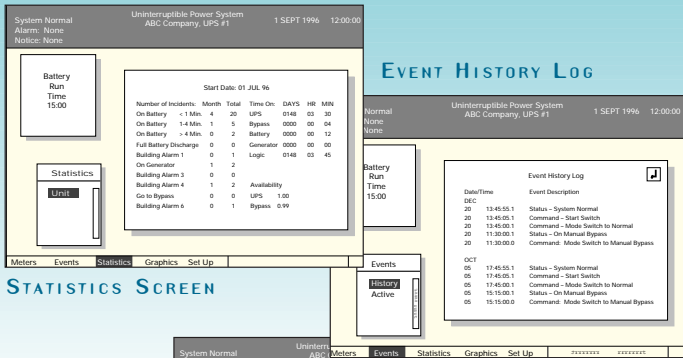 System Normal
Alarm: None
Notice: None
Uninterruptible Power System
ABC Company, UPS #1
1 SEPT 1996 12:00:00
Battery
Run
Time
15:00
Start Date: 01 JUL 96
Number of Incidents: Month Total Time On: DAYS HR MIN
On Battery < 1 Min. 4 20 UPS 0148 03 30
On Battery 1-4 Min. 1 5 Bypass 0000 00 04
On Battery > 4 Min. 0 2 Battery 0000 00 12
Full Battery Discharge 0 0 Generator 0000 00 00
Building Alarm 1 0 1 Logic 0148 03 45
On Generator 1 2
Building Alarm 3 0 0
Building Alarm 4 1 2 Availability
Go to Bypass 0 0 UPS 1.00
Building Alarm 6 0 1 Bypass 0.99
Statistics
Unit
Meters Events Statistics Graphics Set Up
STATISTICS SCREEN
EVENT HISTORY LOG
Normal
None
None
Uninterruptible Power System
ABC Company, UPS #1
1 SEPT 1996 12:00:00
Battery
Run
Time
15:00
Event History Log
Date/Time Event Description
DEC
20 13:45:55.1 Status – System Normal
20 13:45:05.1 Command – Start Switch
20 13:45:00.1 Command – Mode Switch to Normal
20 11:30:00.1 Status – On Manual Bypass
20 11:30:00.0 Command: Mode Switch to Manual Bypass
OCT
05 17:45:55.1 Status – System Normal
05 17:45:05.1 Command – Start Switch
05 17:45:00.1 Command – Mode Switch to Normal
05 15:15:00.1 Status – On Manual Bypass
05 15:15:00.0 Command: Mode Switch to Manual Bypass
Events
History
Active
Meters Events Statistics Graphics Set Up
System Normal
Uninterru
ABC